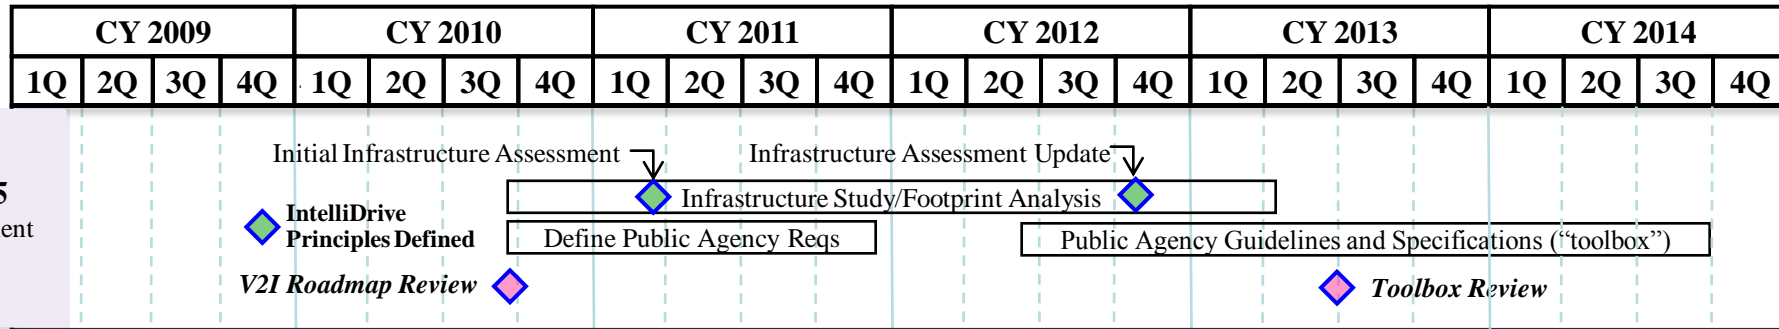 CY 2009 CY 2010 CY 2011 CY 2012 CY 2013 CY 2014
1Q 2Q 3Q 4Q 1Q 2Q 3Q 4Q 1Q 2Q 3Q 4Q 1Q 2Q 3Q 4Q 1Q 2Q 3Q 4Q 1Q 2Q 3Q 4Q
Initial Infrastructure Assessment Infrastructure Assessment Update
5 Infrastructure Study/Footprint Analysis
IntelliDrive
ent
Principles Defined Define Public Agency Reqs Public Agency Guidelines and Specifications (“toolbox”)
V2I Roadmap Review Toolbox Review